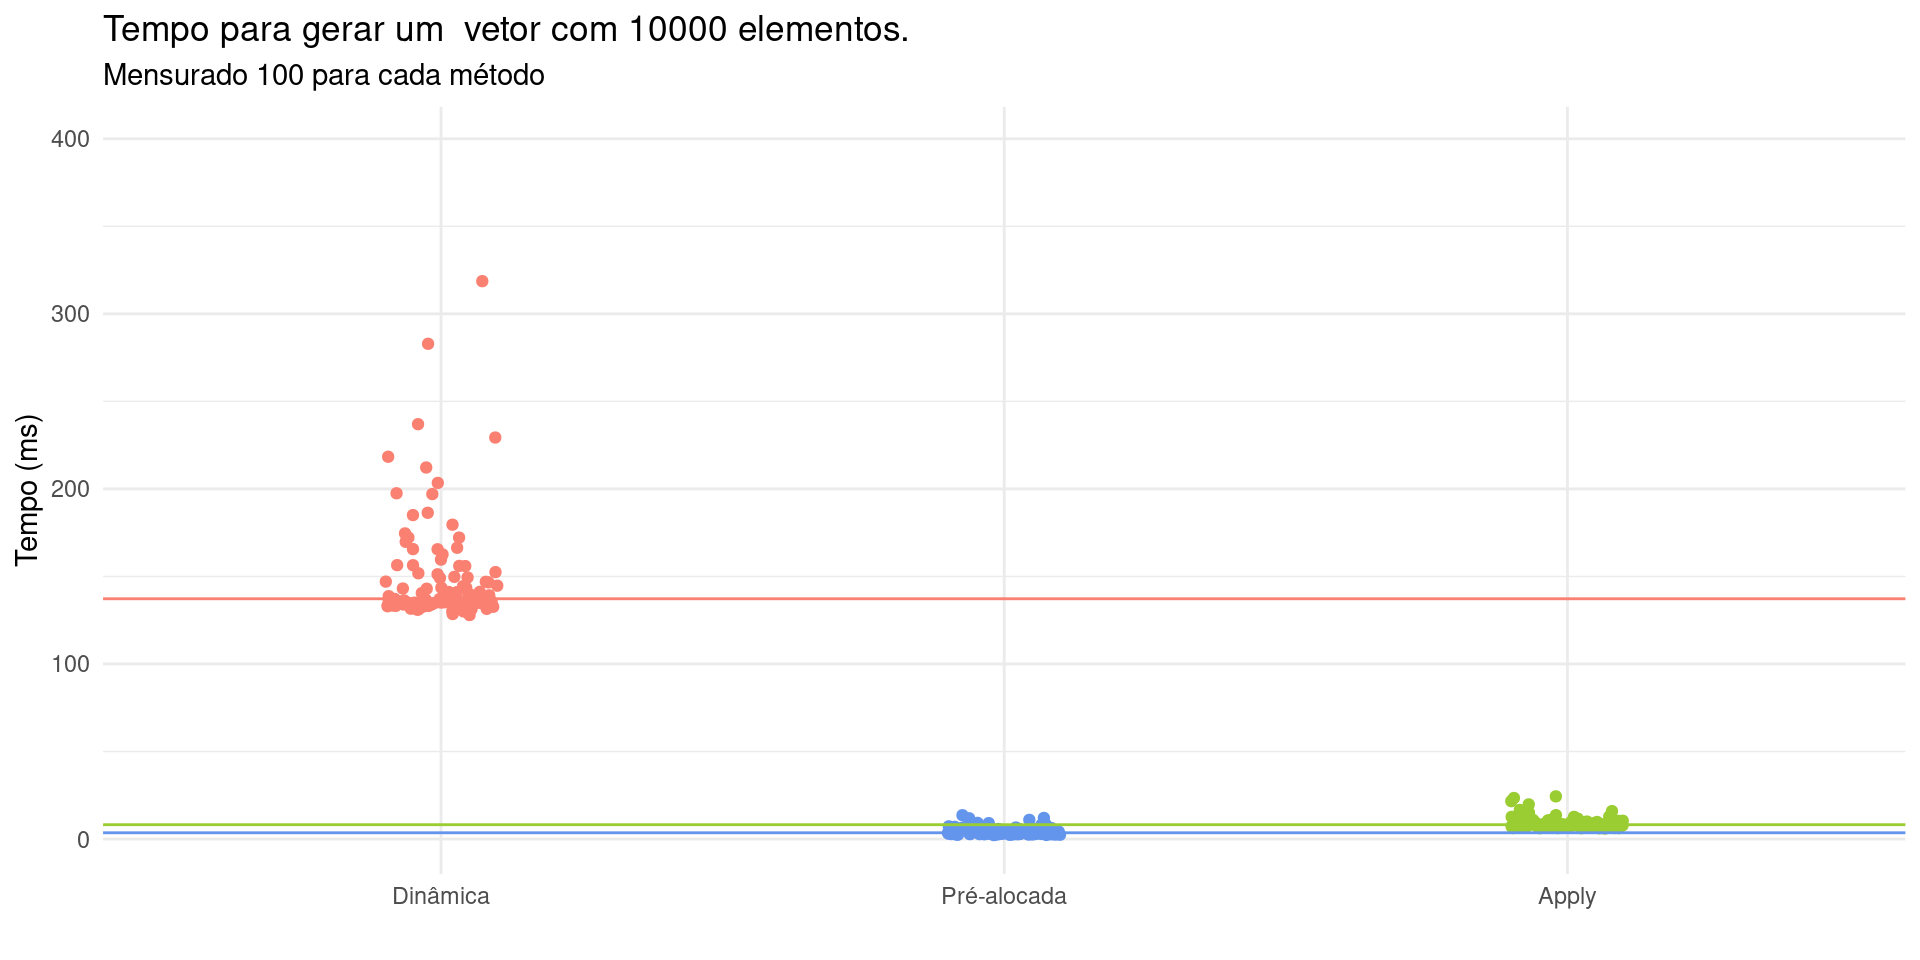 Tempo para gerar um  vetor com 10000 elementos.
Mensurado 100 para cada método
Tempo (ms)
400
300
200
100
0
Dinâmica
Pré-alocada
Apply